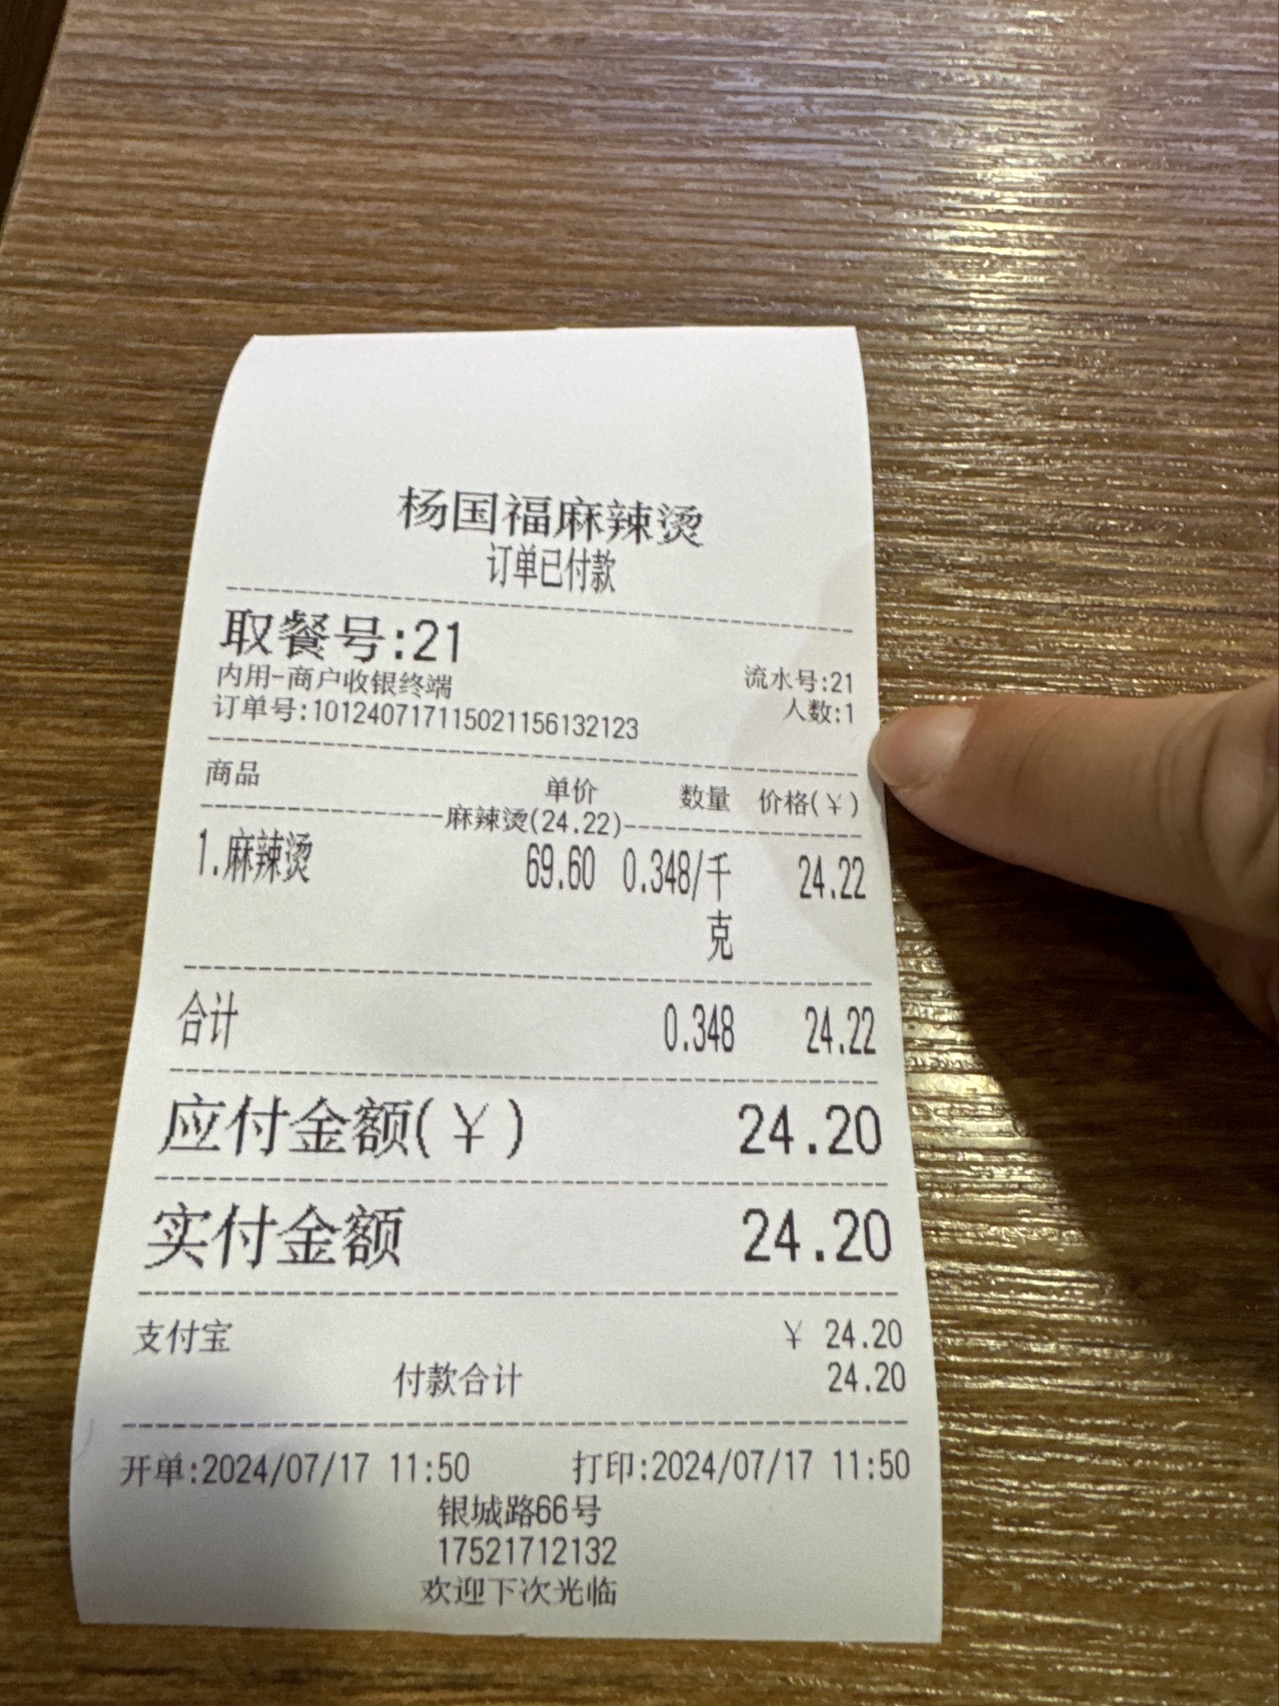 杨国福麻辣烫
订单已付款
取餐号:21
内用-商户收银终端 流水号:21
订单号:101240717115021156132123 人数:1
商品 单价 数量 价格(¥)
麻辣烫(24.22)
1.麻辣烫 69.60 0.348/千克 24.22
合计 0.348 24.22
应付金额(¥) 24.20
实付金额 24.20
支付宝 ¥ 24.20
付款合计 24.20
开单:2024/07/17 11:50 打印:2024/07/17 11:50
银城路66号
17521712132
欢迎下次光临